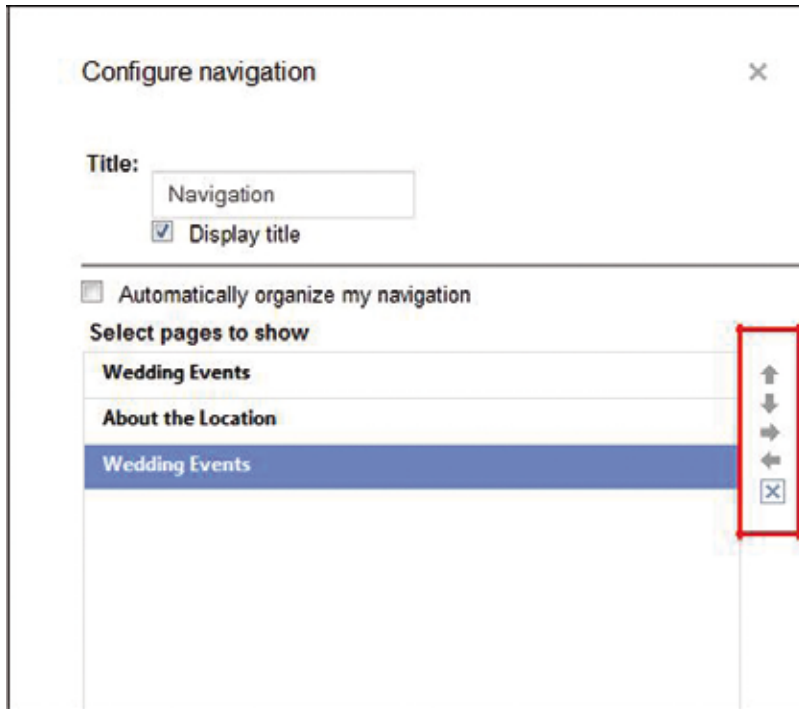 Configure navigation
Title:
Navigation
Display title
Automatically organize my navigation
Select pages to show
Wedding Events
About the Location
Wedding Events